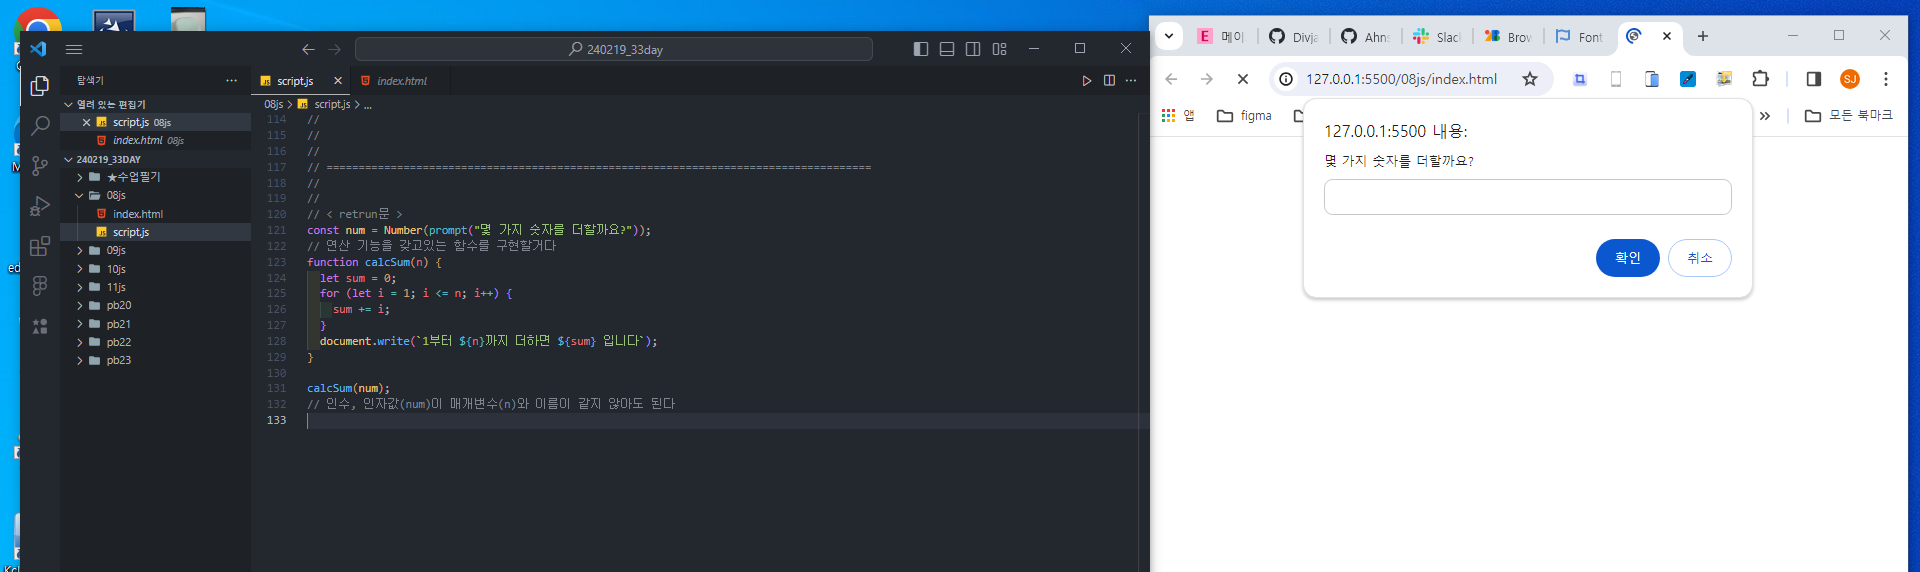 240219_33day
탐색기
script.js
index.html
열려 있는 편집기
08js > script.js > ...
script.js 08js
index.html 08js
240219_33DAY
★수업필기
08js
index.html
script.js
09js
10js
11js
pb20
pb21
pb22
pb23
114 //
115 //
116 //
117 // =====================================================================================
118 //
119 //
120 // < retrun문 >
121 const num = Number(prompt("몇 가지 숫자를 더할까요?"));
122 // 연산 기능을 갖고있는 함수를 구현할거다
123 function calcSum(n) {
124 let sum = 0;
125 for (let i = 1; i <= n; i++) {
126 sum += i;
127 }
128 document.write(`1부터 ${n}까지 더하면 ${sum} 입니다`);
129 }
130
131 calcSum(num);
132 // 인수, 인자값(num)이 매개변수(n)와 이름이 같지 않아도 된다
133
E 메이
Divja
Ahn
Slac
Brow
Font
127.0.0.1:5500/08js/index.html
SJ
앱
figma
모든 북마크
127.0.0.1:5500 내용:
몇 가지 숫자를 더할까요?
확인
취소